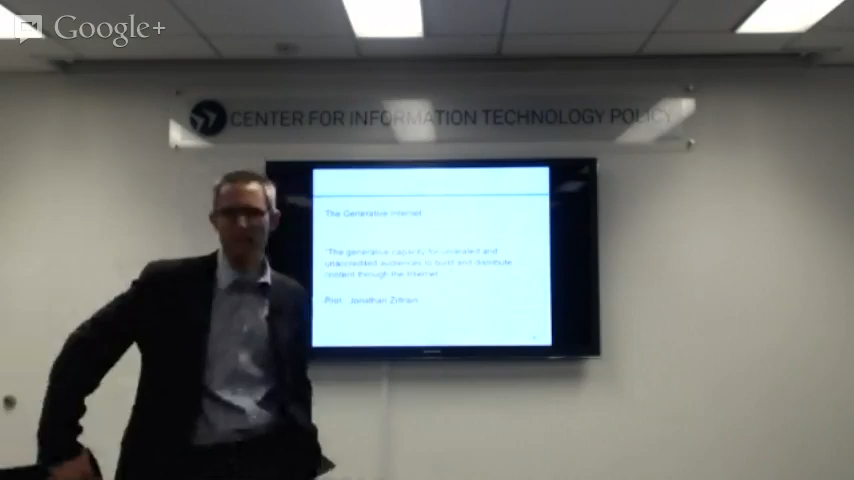 Google+
CENTER FOR INFORMATION TECHNOLOGY POLICY
The Generative Internet
"The generative capacity for unrelated and
unaccredited audiences to build and distribute
content through the Internet
Prof. Jonathan Zittrain